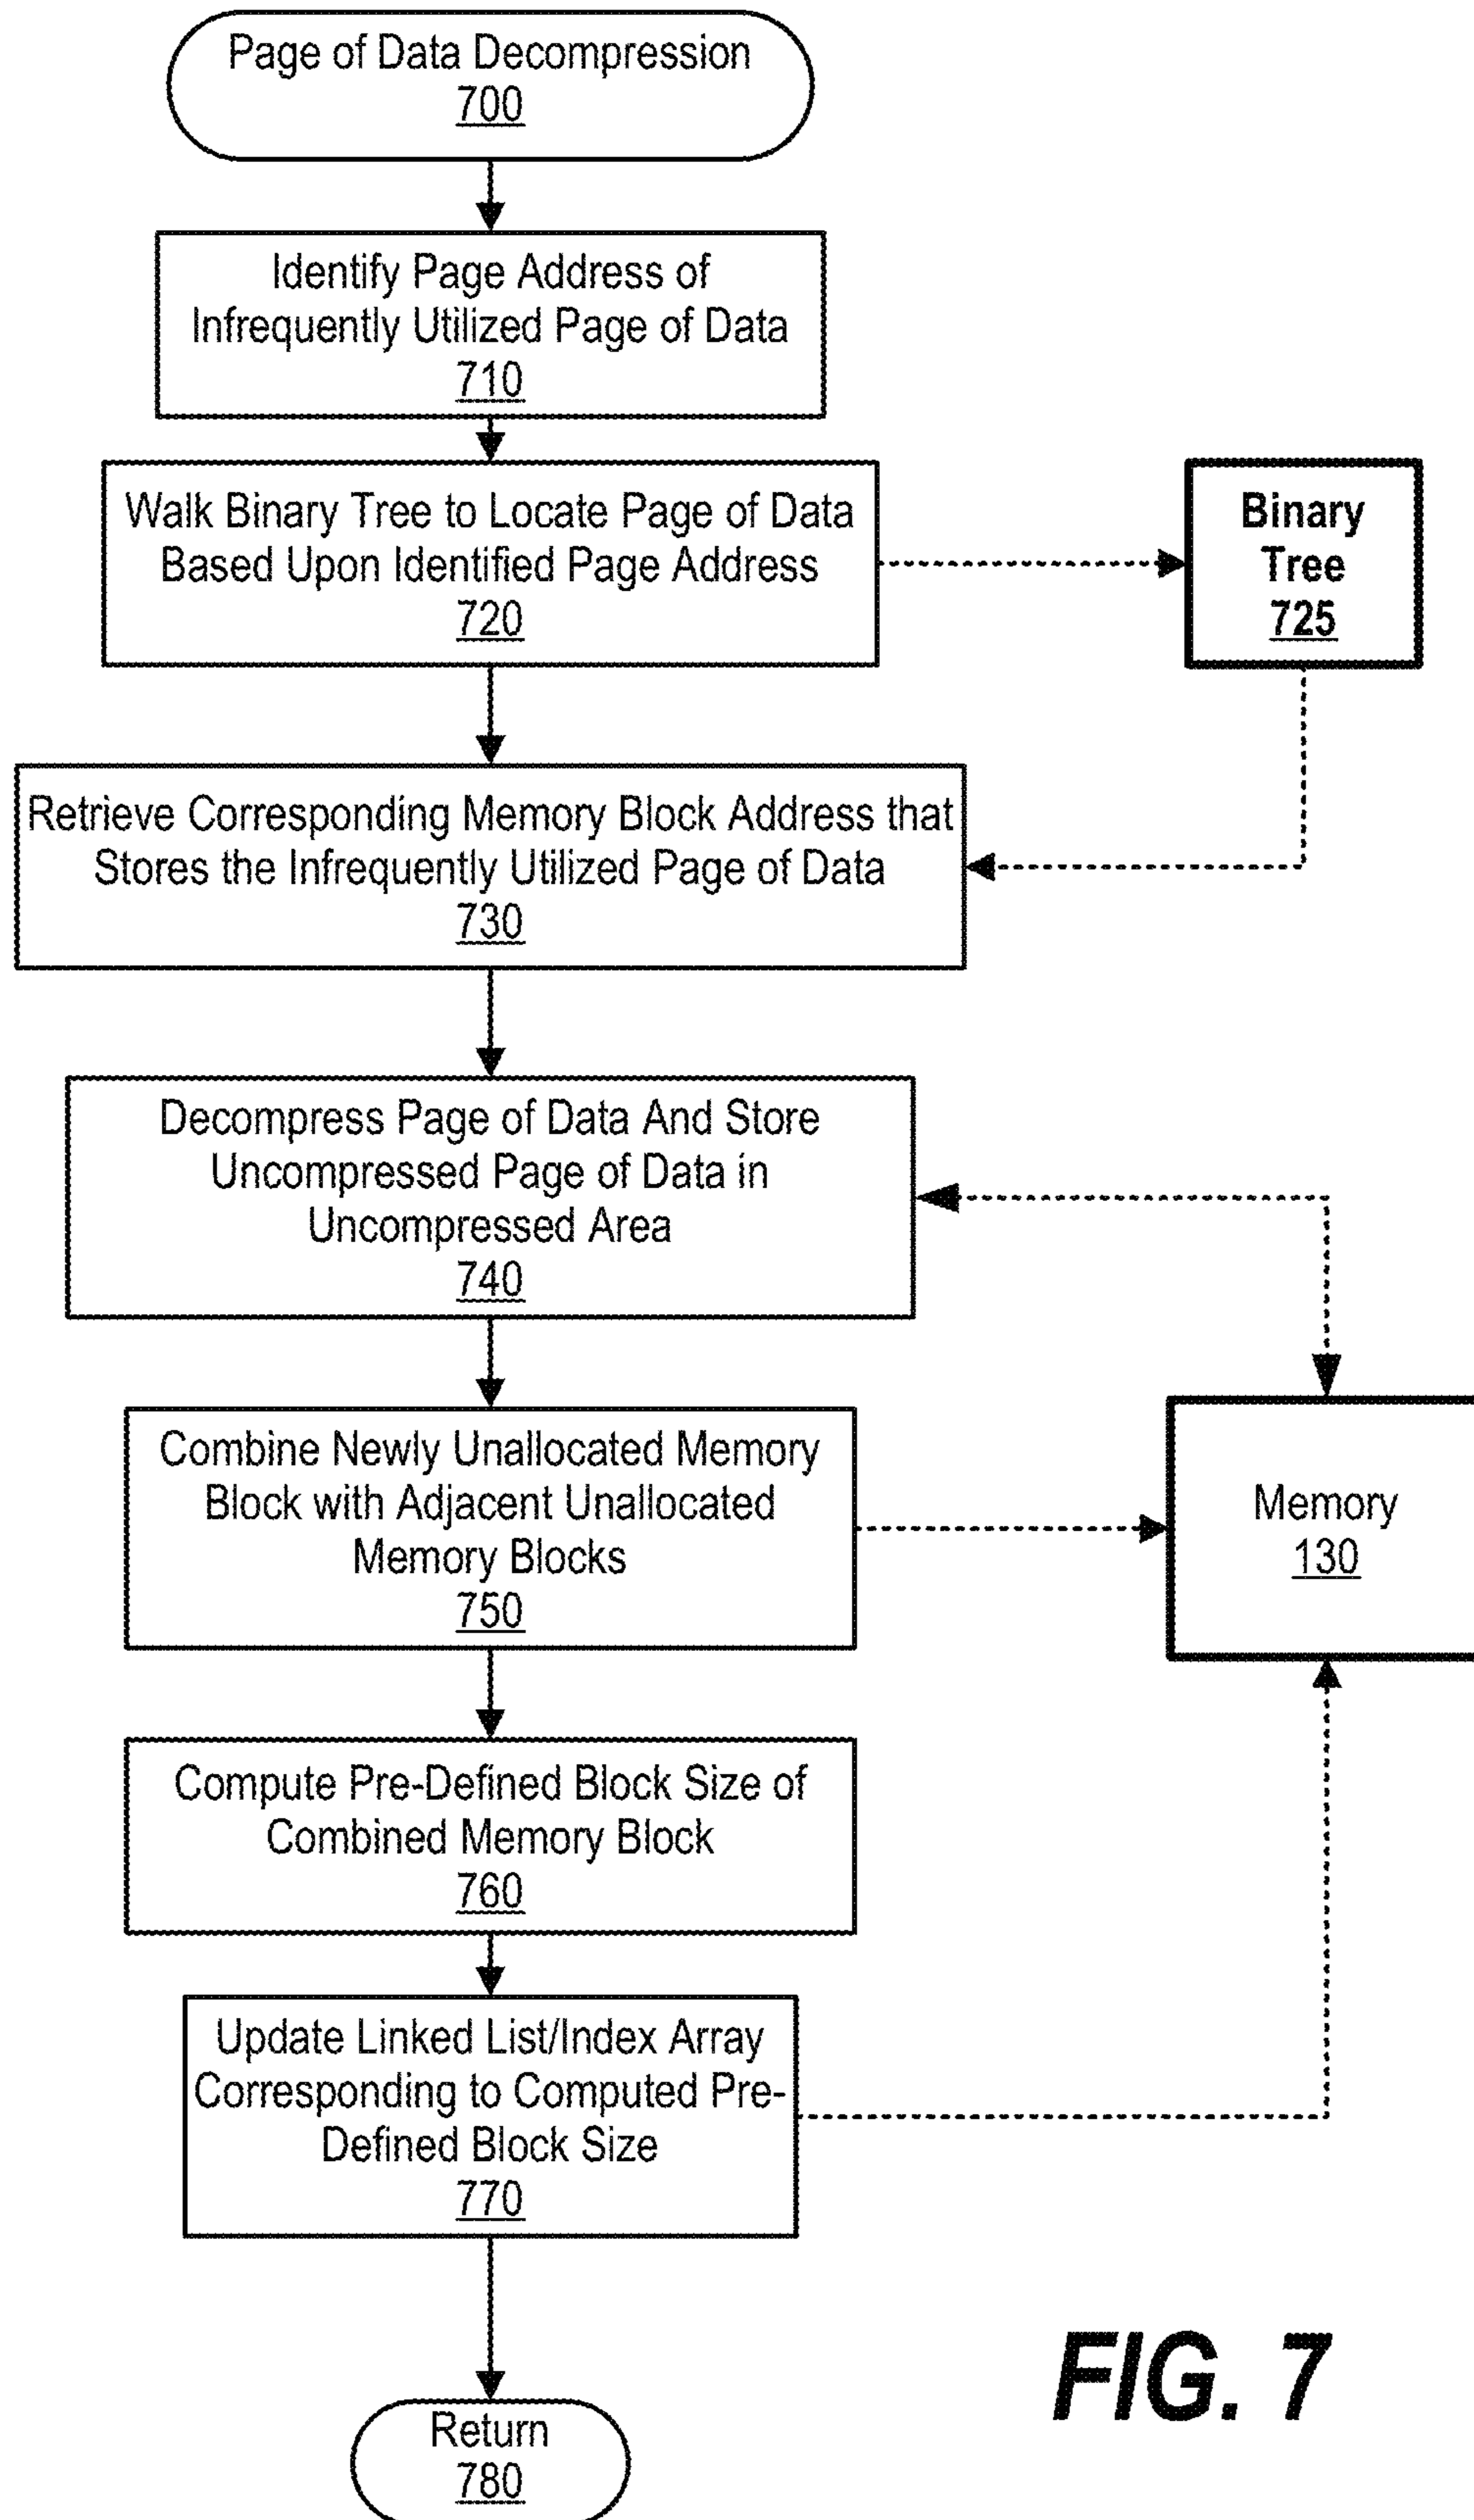 Page of Data Decompression
700
Identify Page Address of
Infrequently Utilized Page of Data
710
Walk Binary Tree to Locate Page of Data
Based Upon Identified Page Address
720
Binary
Tree
725
Retrieve Corresponding Memory Block Address that
Stores the Infrequently Utilized Page of Data
730
Decompress Page of Data And Store
Uncompressed Page of Data in
Uncompressed Area
740
Combine Newly Unallocated Memory
Block with Adjacent Unallocated
Memory Blocks
750
Memory
130
Compute Pre-Defined Block Size of
Combined Memory Block
760
Update Linked List/Index Array
Corresponding to Computed Pre-
Defined Block Size
770
Return
780
FIG. 7